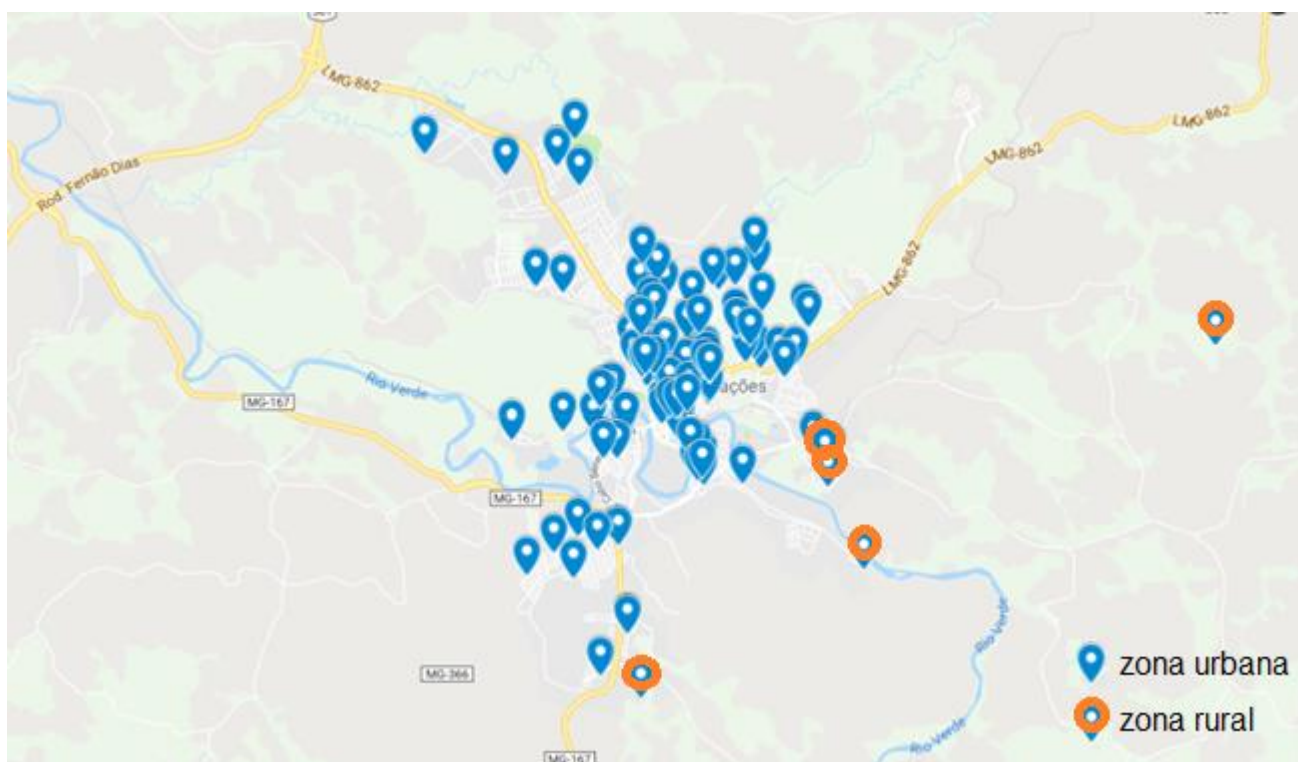 LMG-862
LMG-862
LMG-862
Rod. Fernão Dias
LMG-862
Rio Verde
ações
MG-167
MG-167
Rio-Verde
zona urbana
MG-366
zona rural
Rio-Verde
MG-167